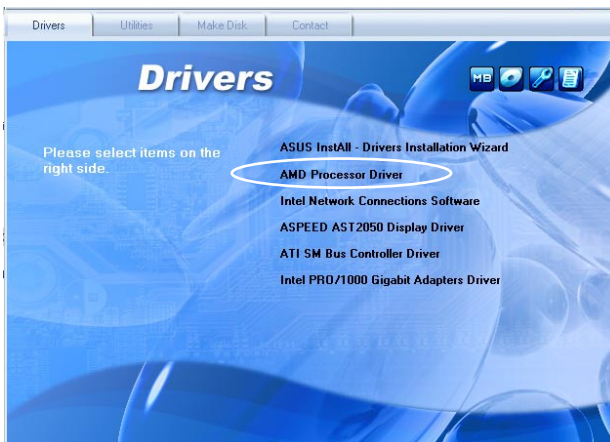 Drivers
Utilities
Make Disk
Contact
Drivers
MB
Please select items on the
right side.
ASUS InstAll - Drivers Installation Wizard
AMD Processor Driver
Intel Network Connections Software
ASPEED AST2050 Display Driver
ATI SM Bus Controller Driver
Intel PRO/1000 Gigabit Adapters Driver